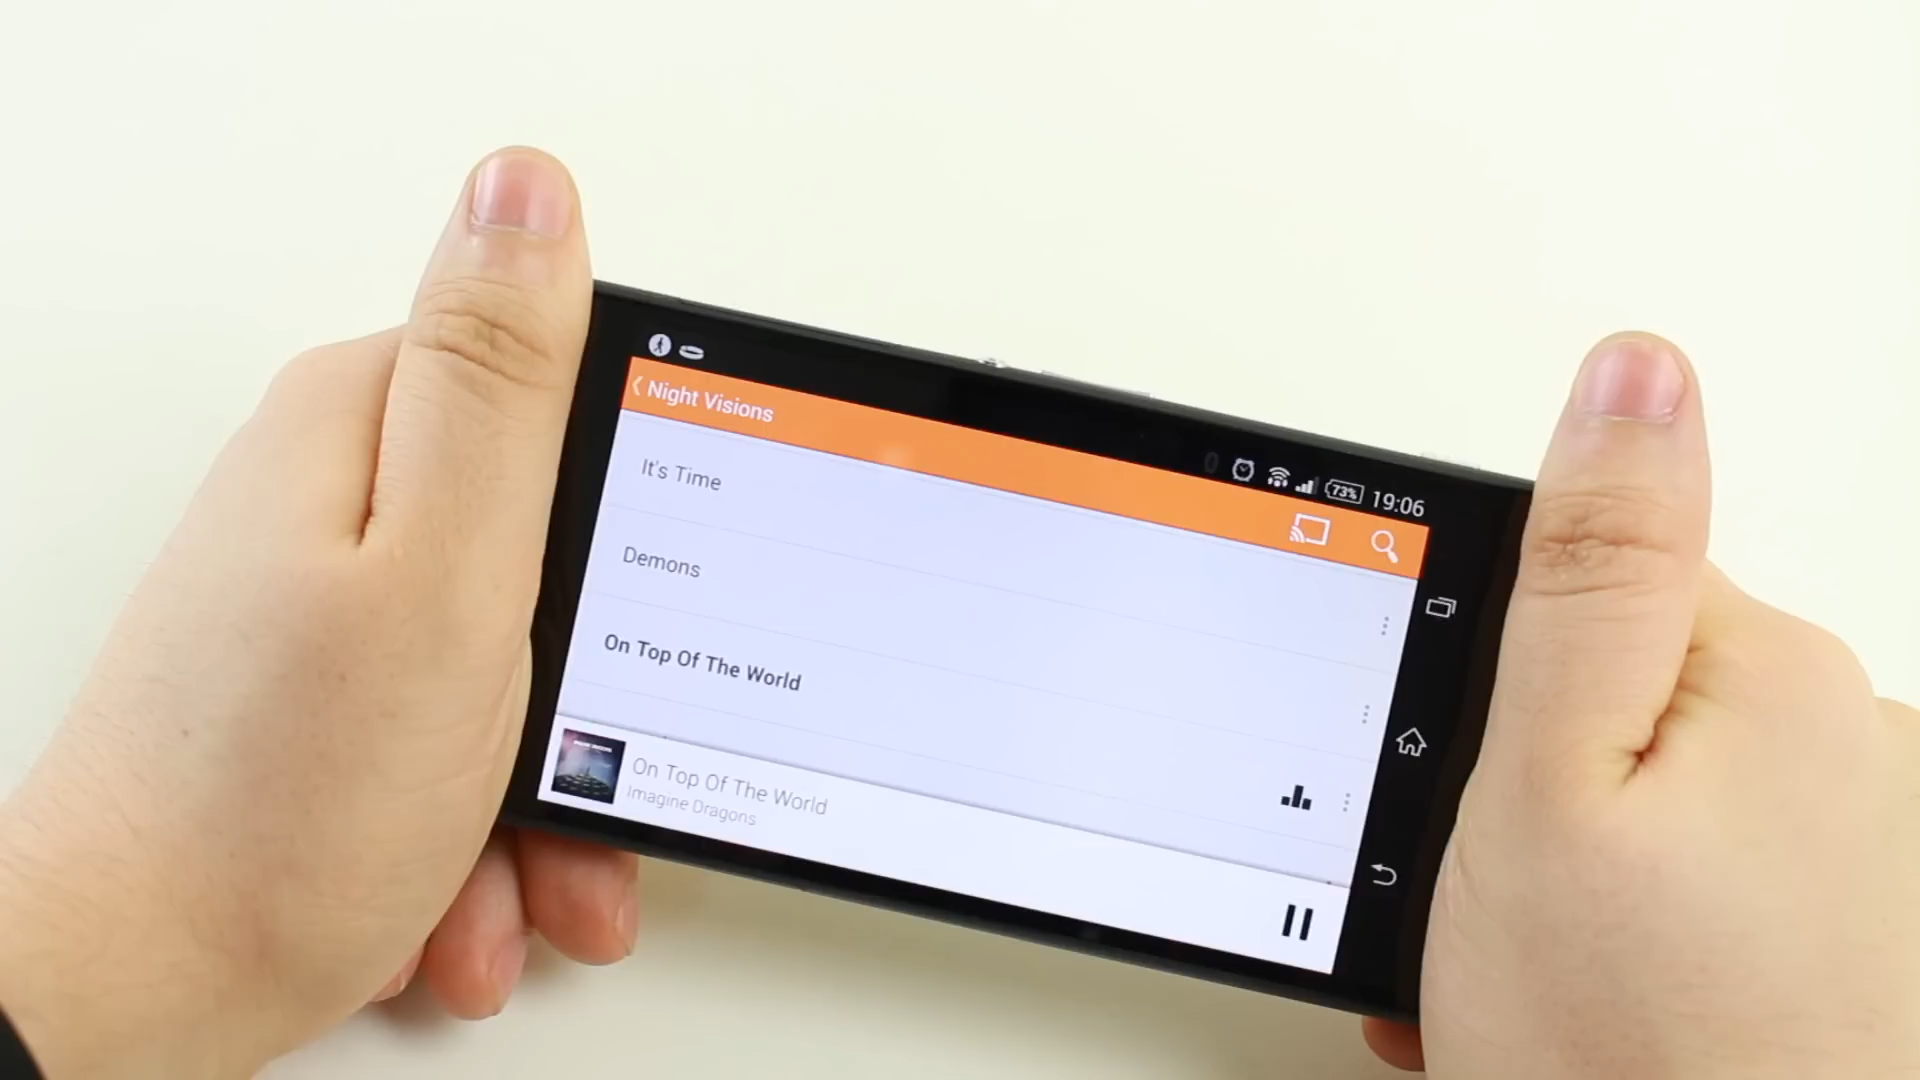 Night Visions
73% 19:06
It's Time
Demons
On Top Of The World
On Top Of The World
Imagine Dragons